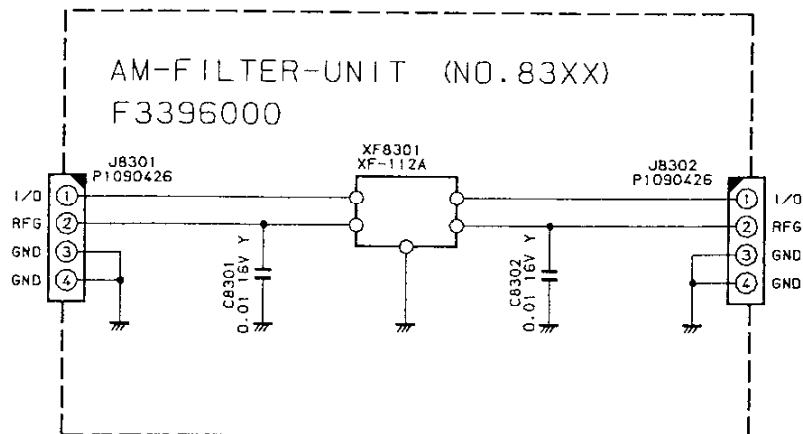 AM-FILTER-UNIT (NO.83XX)
F3396000
J8301
P1090426
XF8301
XF-112A
J8302
P1090426
I/O
1
RFG
2
GND
3
GND
4
C8301
0.01 16V Y
C8302
0.01 16V Y
1
I/O
2
RFG
3
GND
4
GND